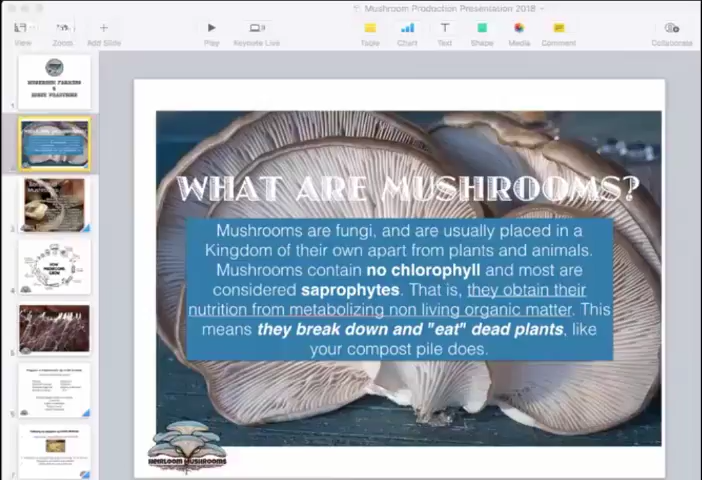 Mushroom Production Presentation 2018
View
Zoom
Add Slide
Play
Keynote Live
Table
Chart
Text
Shape
Media
Comment
Collaborate
WHAT ARE MUSHROOMS?
Mushrooms are fungi, and are usually placed in a
Kingdom of their own apart from plants and animals.
Mushrooms contain no chlorophyll and most are
considered saprophytes. That is, they obtain their
nutrition from metabolizing non living organic matter. This
means they break down and "eat" dead plants, like
your compost pile does.
HEIRLOOM MUSHROOMS